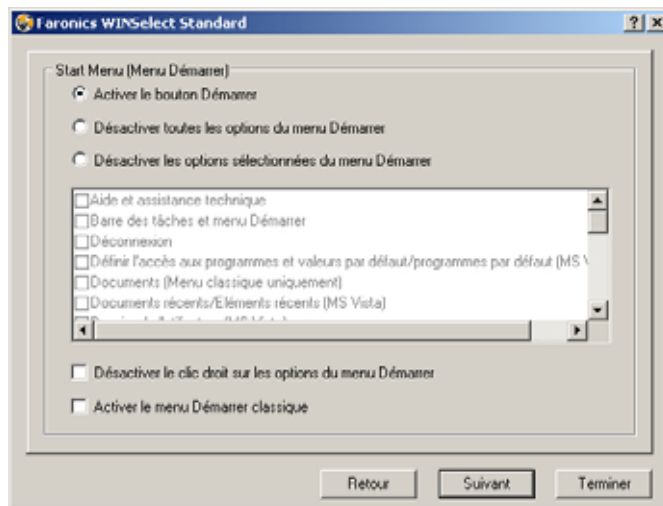 Faronics WINSelect Standard
Start Menu (Menu Démarrer)
Activer le bouton Démarrer
Désactiver toutes les options du menu Démarrer
Désactiver les options sélectionnées du menu Démarrer
Aide et assistance technique
Barre des tâches et menu Démarrer
Déconnexion
Définir l'accès aux programmes et valeurs par défaut/programmes par défaut (MS V
Documents (Menu classique uniquement)
Documents récents/Eléments récents (MS Vista)
Désactiver le clic droit sur les options du menu Démarrer
Activer le menu Démarrer classique
Retour
Suivant
Terminer